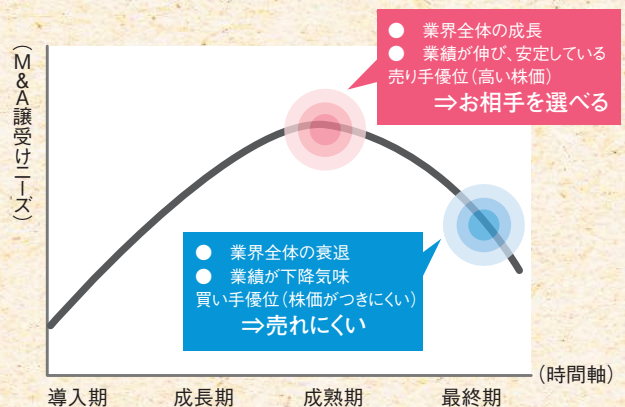 ● 業界全体の成長
● 業績が伸び、安定している
売り手優位(高い株価)
⇒お相手を選べる
(M&A譲受けニーズ)
● 業界全体の衰退
● 業績が下降気味
買い手優位(株価がつきにくい)
⇒売れにくい
(時間軸)
導入期 成長期 成熟期 最終期